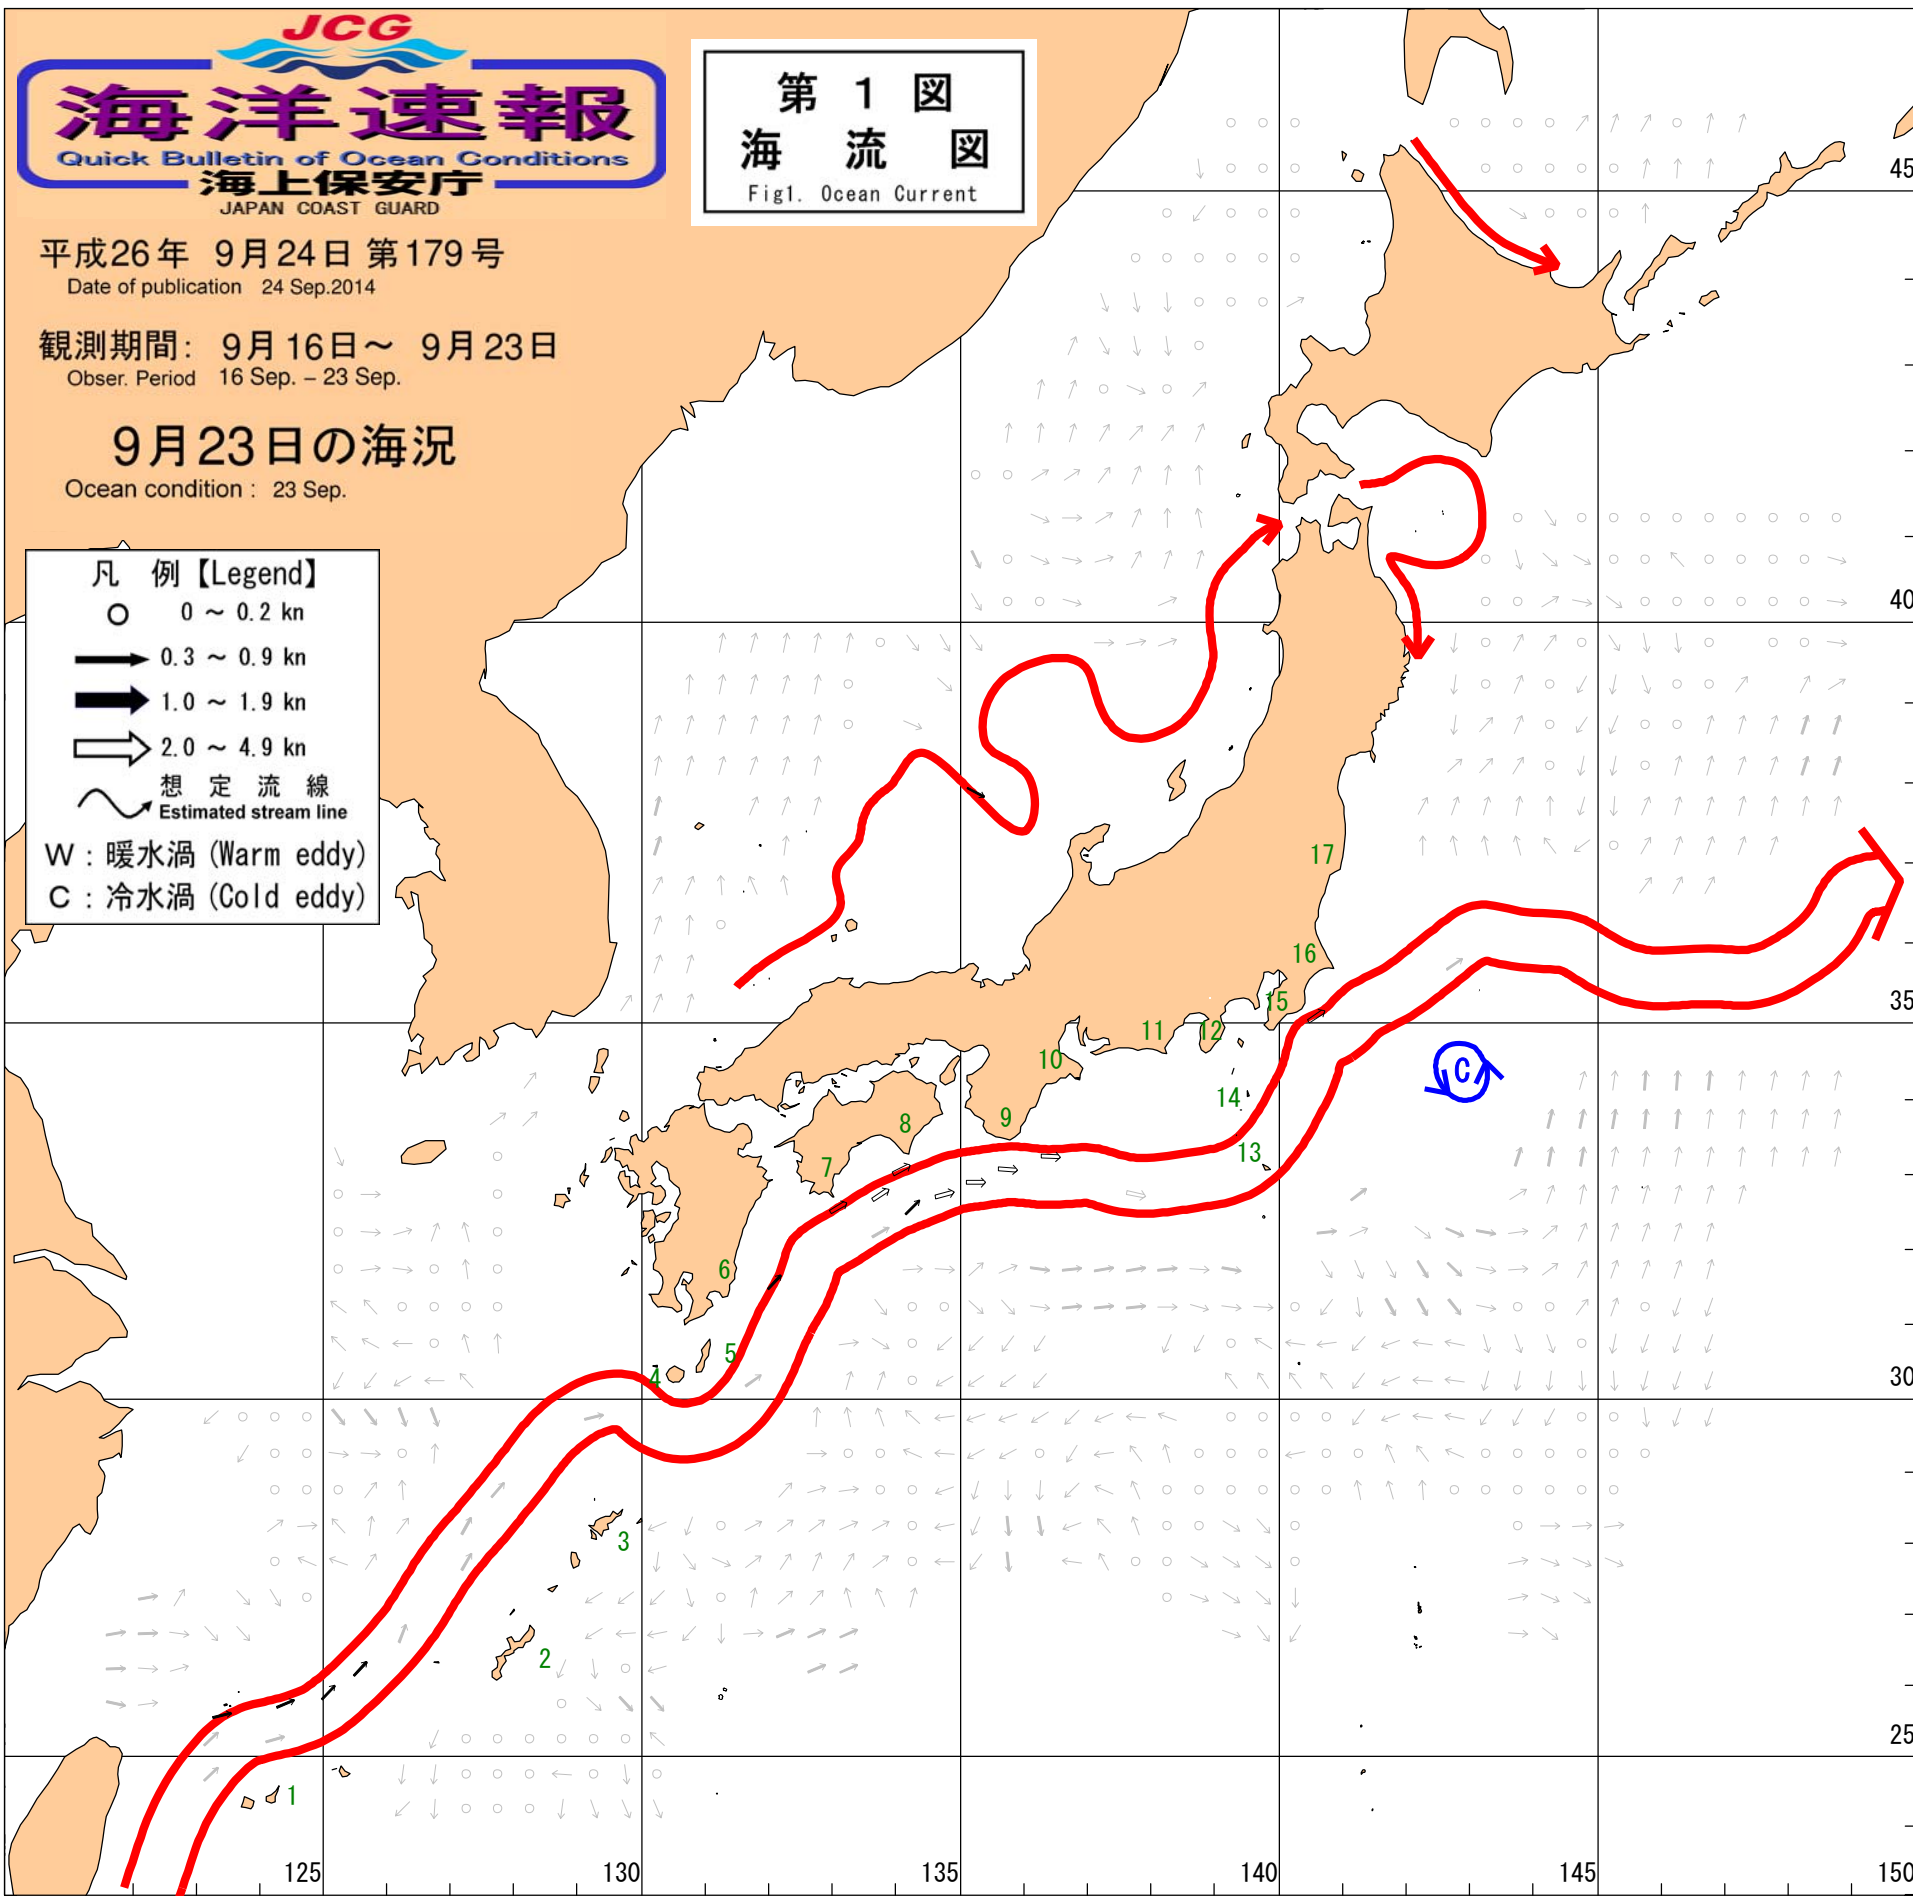 JCG
海洋速報
Quick Bulletin of Ocean Conditions
海上保安庁
JAPAN COAST GUARD
第 1 図
海 流 図
Fig1. Ocean Current
平成26年 9月24日 第179号
Date of publication 24 Sep.2014
観測期間: 9月16日~ 9月23日
Obser. Period 16 Sep. – 23 Sep.
9月23日の海況
Ocean condition : 23 Sep.
凡 例【Legend】
0 ~ 0.2 kn
0.3 ~ 0.9 kn
1.0 ~ 1.9 kn
2.0 ~ 4.9 kn
想 定 流 線
Estimated stream line
W : 暖水渦 (Warm eddy)
C : 冷水渦 (Cold eddy)
45
40
17
16
35
15
12
11
10
C
14
9
8
13
7
6
5
4
30
3
2
25
1
125
130
135
140
145
150